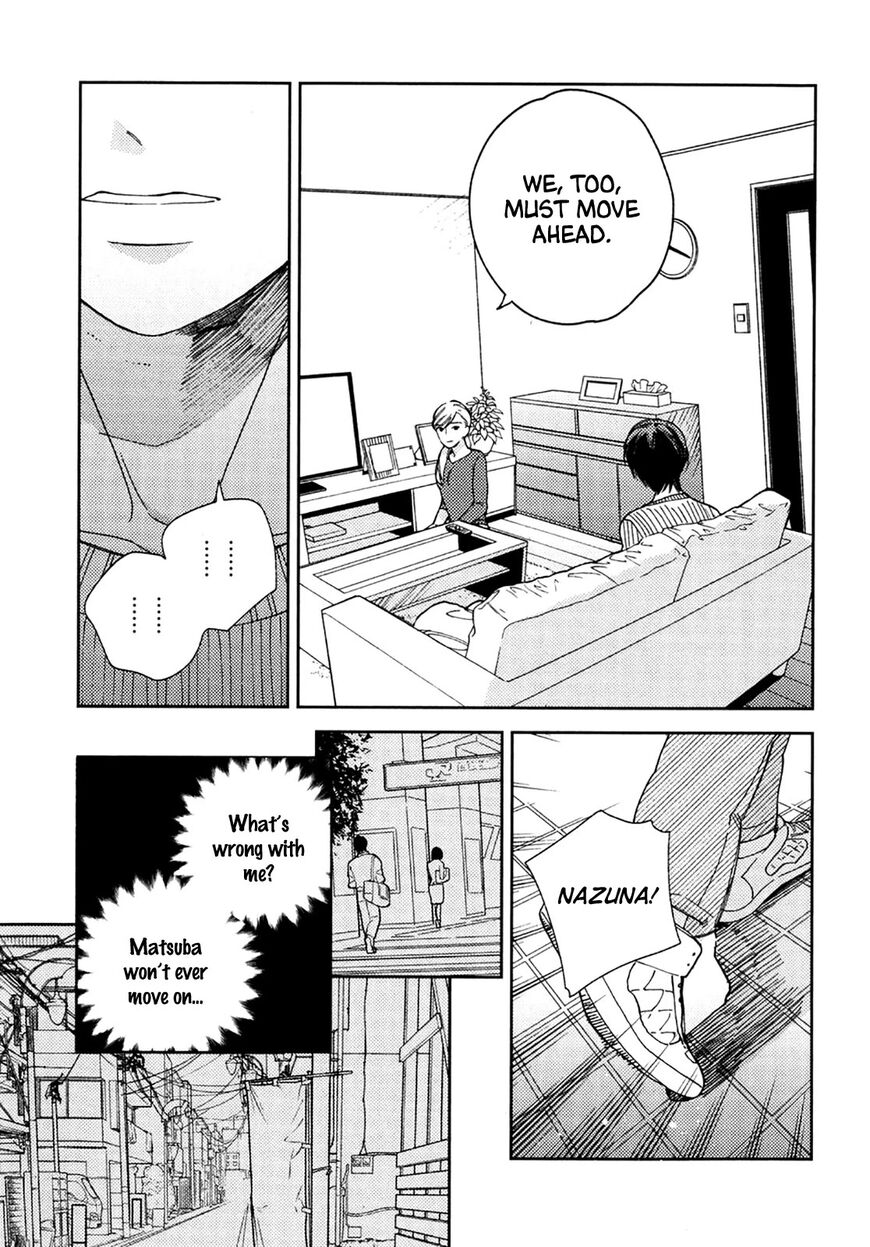 WE, TOO,
MUST MOVE
AHEAD.
......
......
NAZUNA!
What's
wrong with
me?
Matsuba
won't ever
move on...